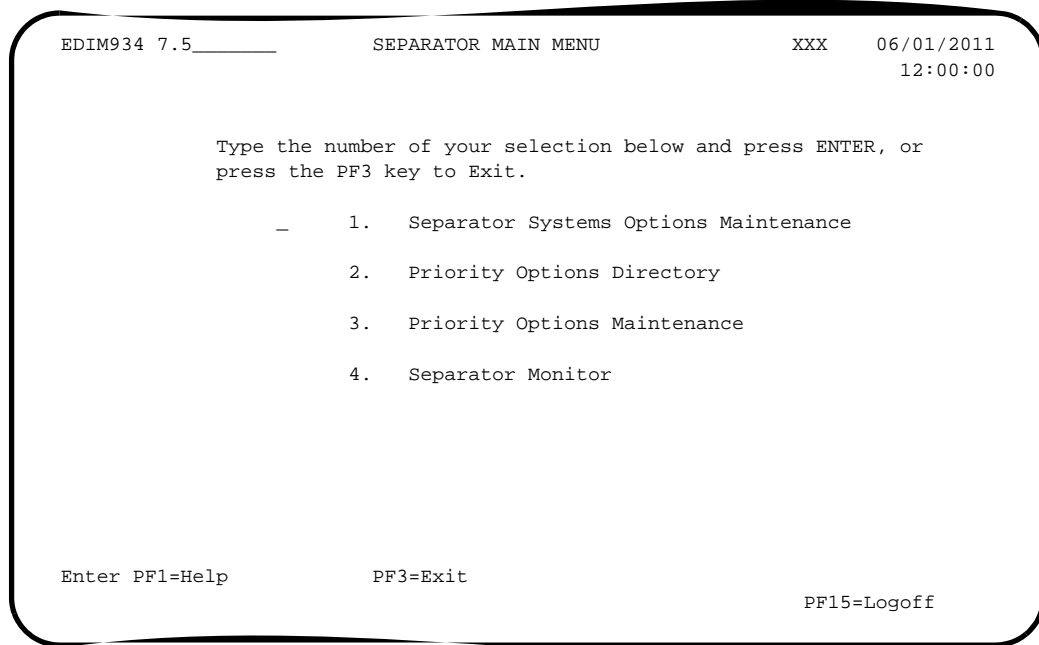 EDIM934 7.5_______ SEPARATOR MAIN MENU XXX 06/01/2011
12:00:00
Type the number of your selection below and press ENTER, or
press the PF3 key to Exit.
_ 1. Separator Systems Options Maintenance
2. Priority Options Directory
3. Priority Options Maintenance
4. Separator Monitor
Enter PF1=Help PF3=Exit
PF15=Logoff